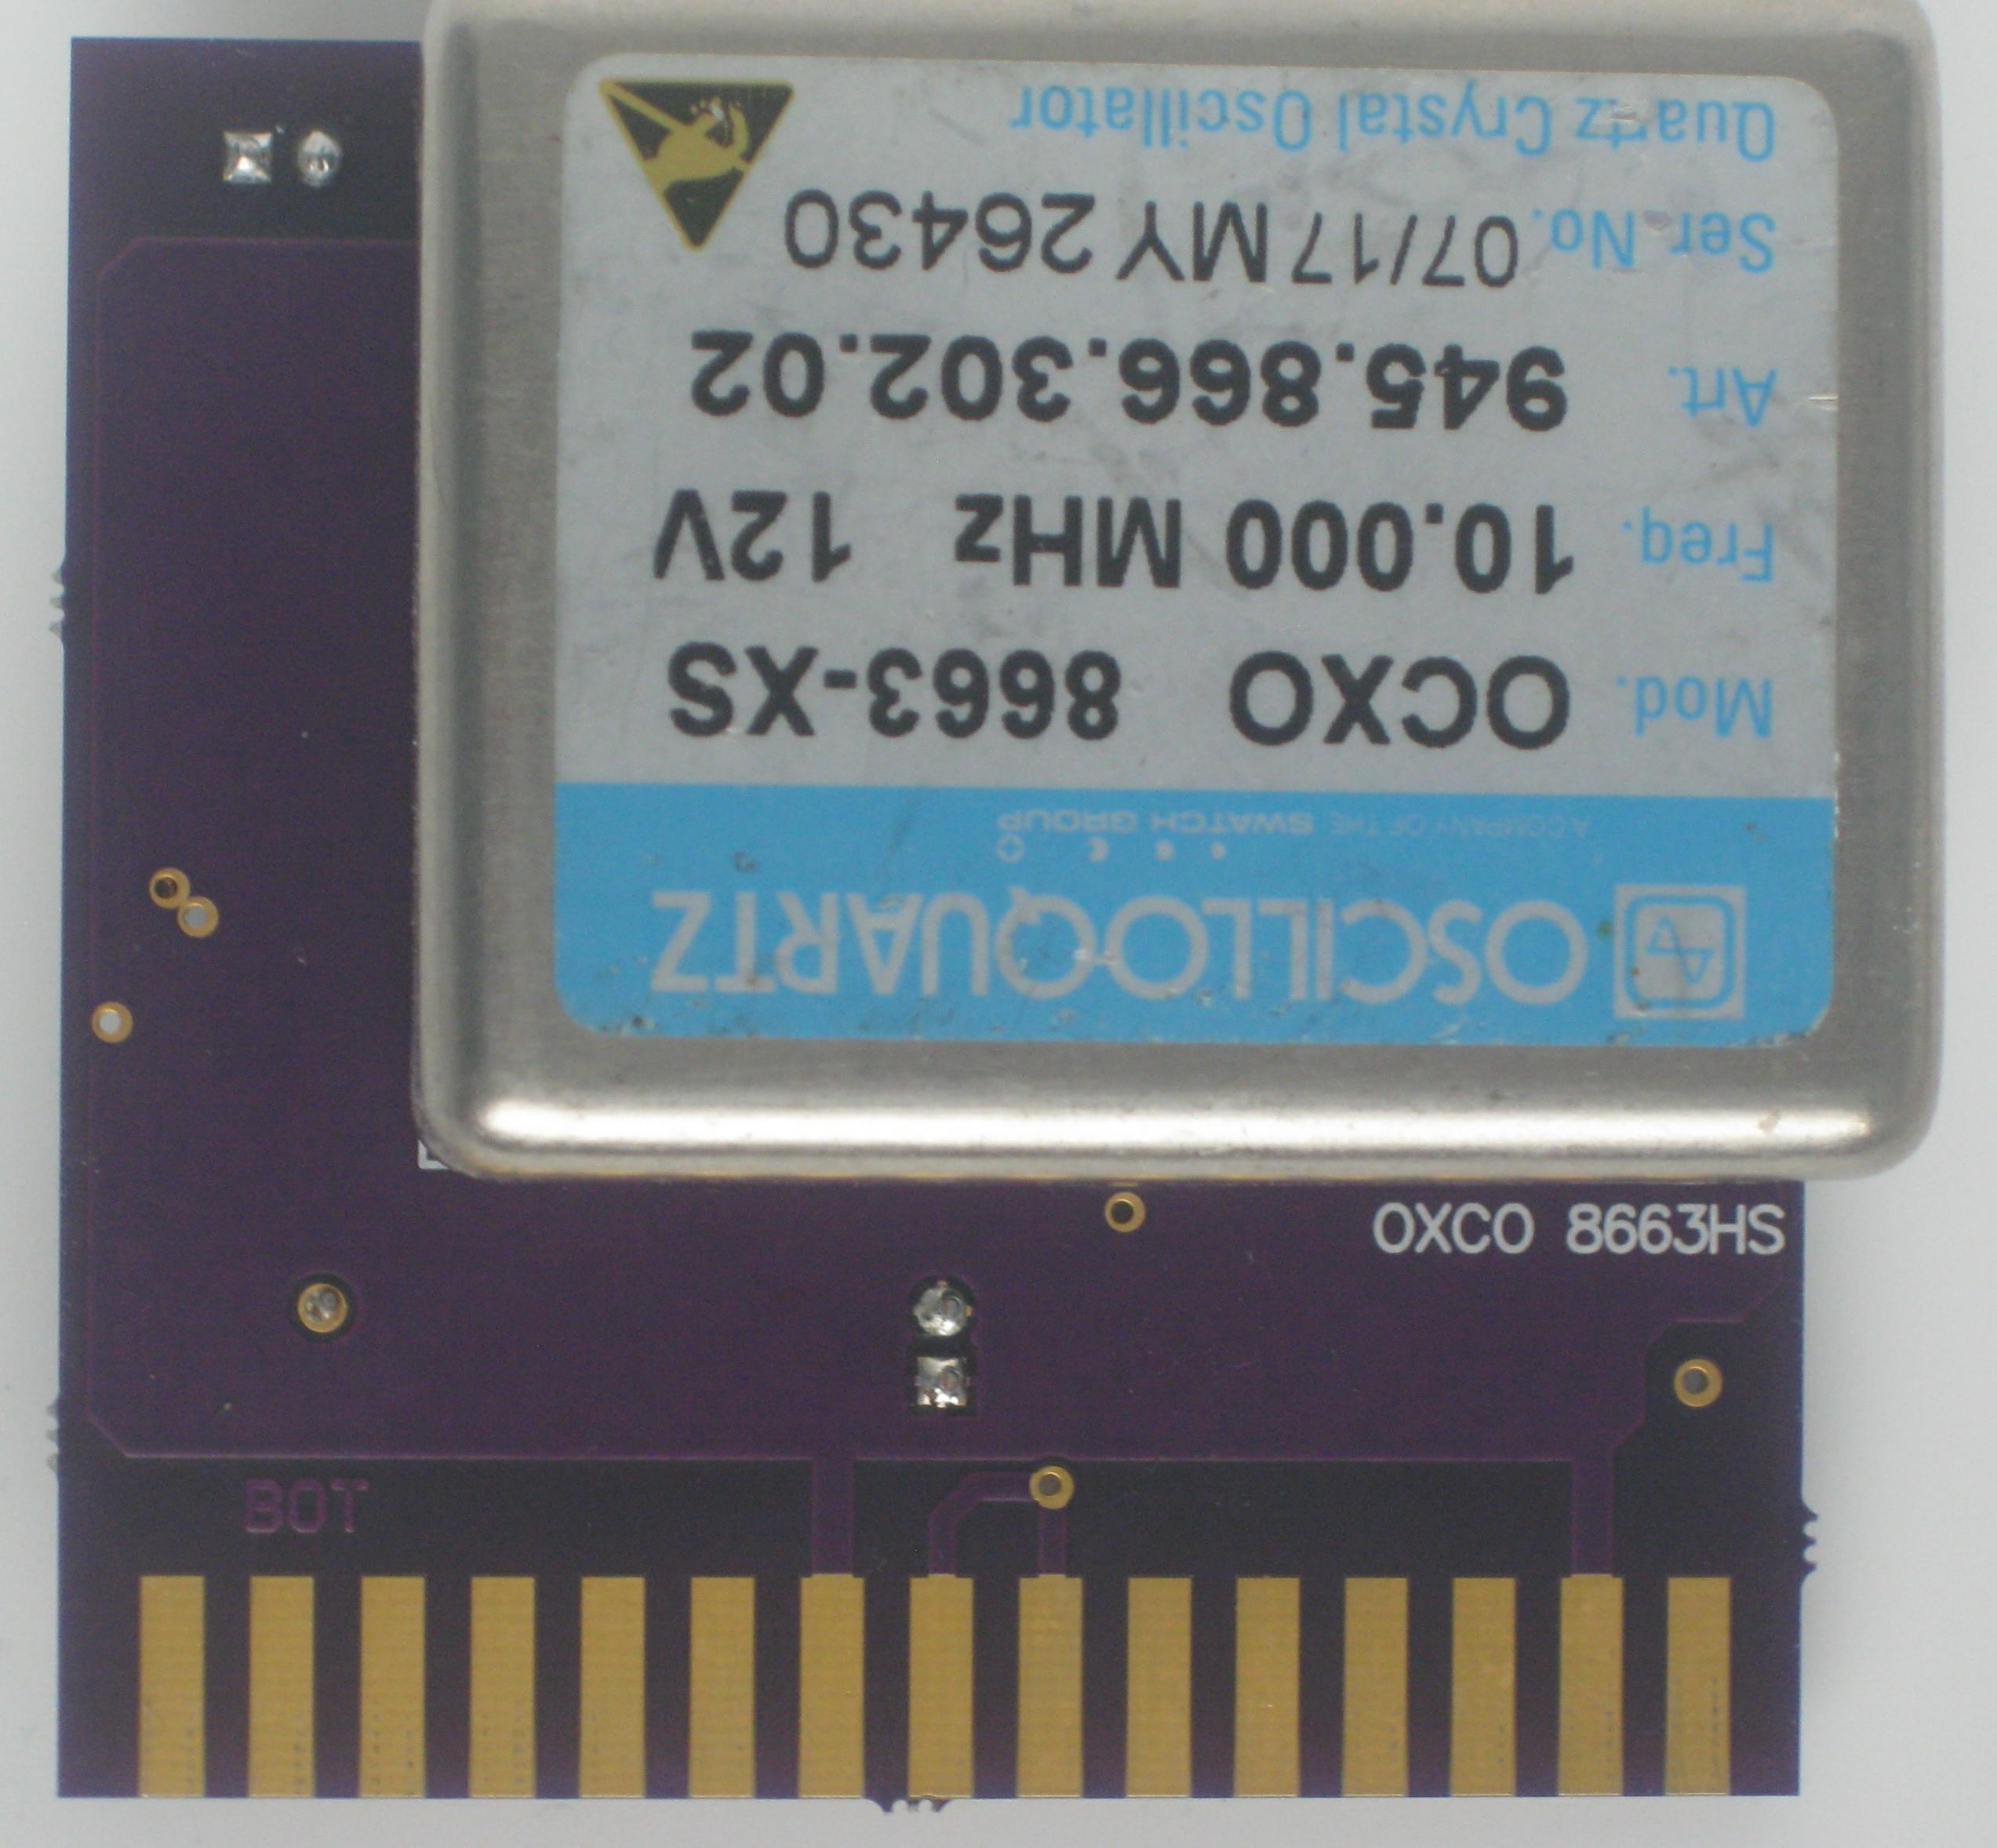 OSCILLOQUARTZ
A COMPANY OF THE SWATCH GROUP
Mod. OCXO 8663-XS
Freq. 10.000 MHz 12V
Art. 945.866.302.02
Ser No. 07/17 MY 26430
Quartz Crystal Oscillator
OXCO 8663HS
BOT